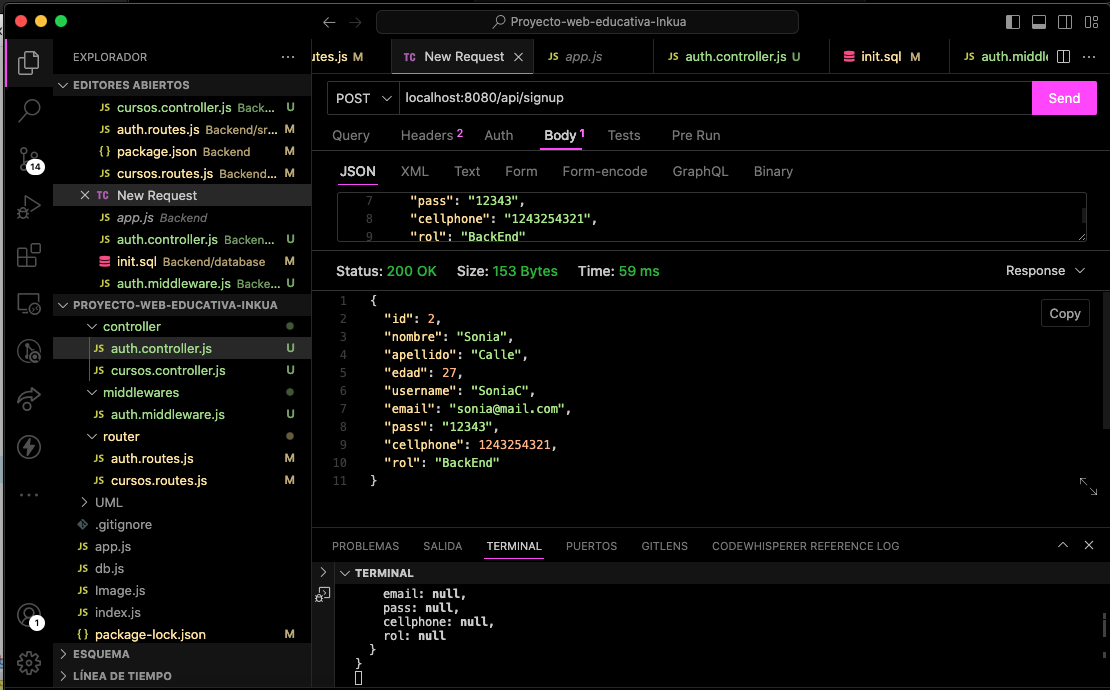 Proyecto-web-educativa-Inkua
EXPLORADOR ···
utes.js M
TC New Request
JS app.js
JS auth.controller.js U
init.sql M
JS auth.middl
EDITORES ABIERTOS
JS cursos.controller.js Back... U
JS auth.routes.js Backend/sr... M
{} package.json Backend M
JS cursos.routes.js Backend... M
TC New Request
JS app.js Backend
JS auth.controller.js Backen... U
init.sql Backend/database M
JS auth.middleware.js Backe... U
PROYECTO-WEB-EDUCATIVA-INKUA
controller
JS auth.controller.js U
JS cursos.controller.js U
middlewares
JS auth.middleware.js U
router
JS auth.routes.js M
JS cursos.routes.js M
UML
.gitignore
JS app.js
JS db.js
JS Image.js
JS index.js
{} package-lock.json M
ESQUEMA
LÍNEA DE TIEMPO
14
1
POST localhost:8080/api/signup Send
Query Headers 2 Auth Body 1 Tests Pre Run
JSON XML Text Form Form-encode GraphQL Binary
7 "pass": "12343",
8 "cellphone": "1243254321",
9 "rol": "BackEnd"
Status: 200 OK Size: 153 Bytes Time: 59 ms Response
Copy
1 {
2 "id": 2,
3 "nombre": "Sonia",
4 "apellido": "Calle",
5 "edad": 27,
6 "username": "SoniaC",
7 "email": "sonia@mail.com",
8 "pass": "12343",
9 "cellphone": 1243254321,
10 "rol": "BackEnd"
11 }
PROBLEMAS SALIDA TERMINAL PUERTOS GITLENS CODEWHISPERER REFERENCE LOG
TERMINAL
email: null,
pass: null,
cellphone: null,
rol: null
}
}